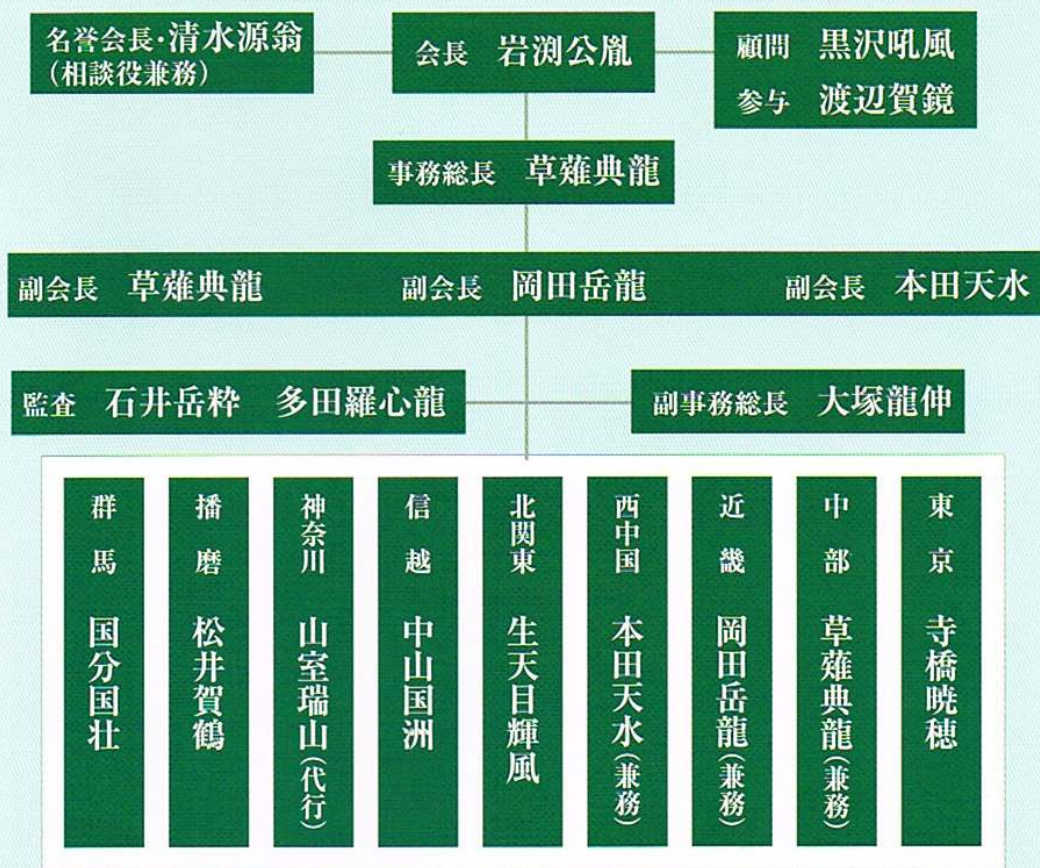 名誉会長・清水源翁
(相談役兼務)
会長 岩渕公胤
顧問 黒沢吼風
参与 渡辺賀鏡
事務総長 草薙典龍
副会長 草薙典龍
副会長 岡田岳龍
副会長 本田天水
監査 石井岳粋 多田羅心龍
副事務総長 大塚龍伸
東京 寺橋暁穂
中部 草薙典龍(兼務)
近畿 岡田岳龍(兼務)
西中国 本田天水(兼務)
北関東 生天目輝風
信越 中山国洲
神奈川 山室瑞山(代行)
播磨 松井賀鶴
群馬 国分国壮